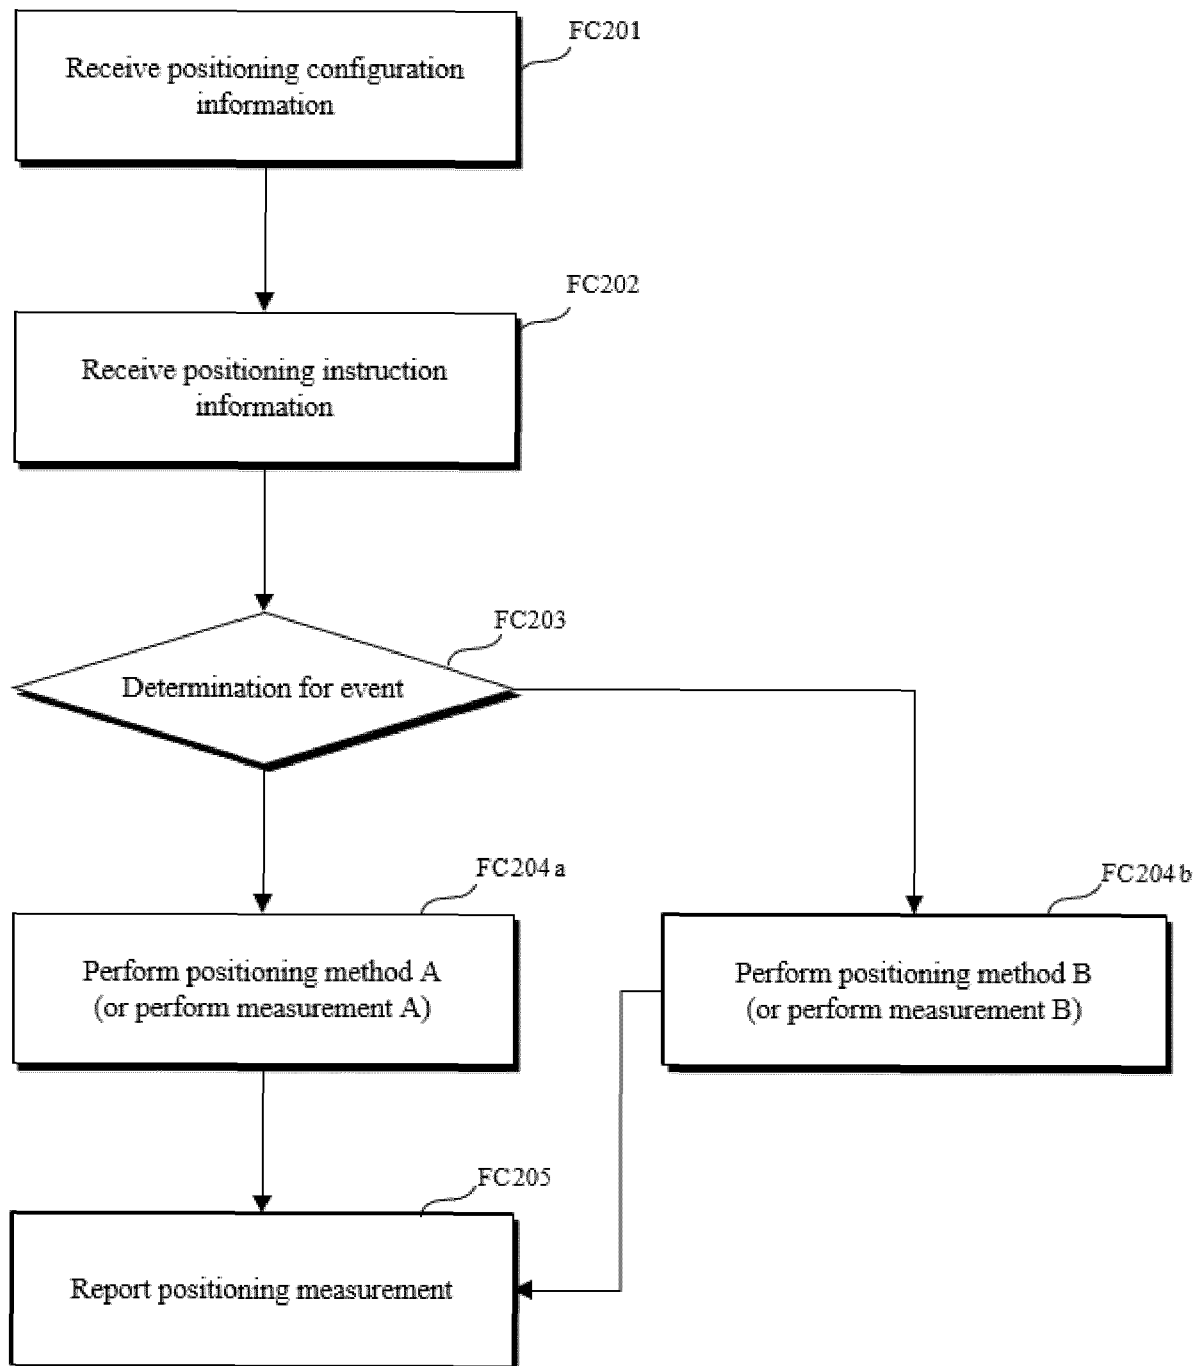 FC201
Receive positioning configuration
information
FC202
Receive positioning instruction
information
FC203
Determination for event
FC204a
Perform positioning method A
(or perform measurement A)
FC204b
Perform positioning method B
(or perform measurement B)
FC205
Report positioning measurement